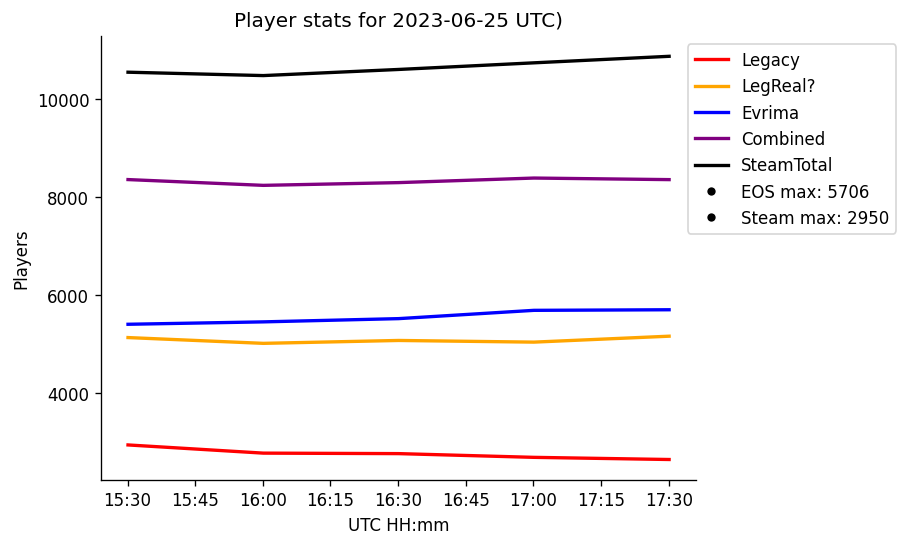 Player stats for 2023-06-25 UTC)
Legacy
LegReal?
Evrima
Combined
SteamTotal
EOS max: 5706
Steam max: 2950
Players
10000
8000
6000
4000
15:30 15:45 16:00 16:15 16:30 16:45 17:00 17:15 17:30
UTC HH:mm